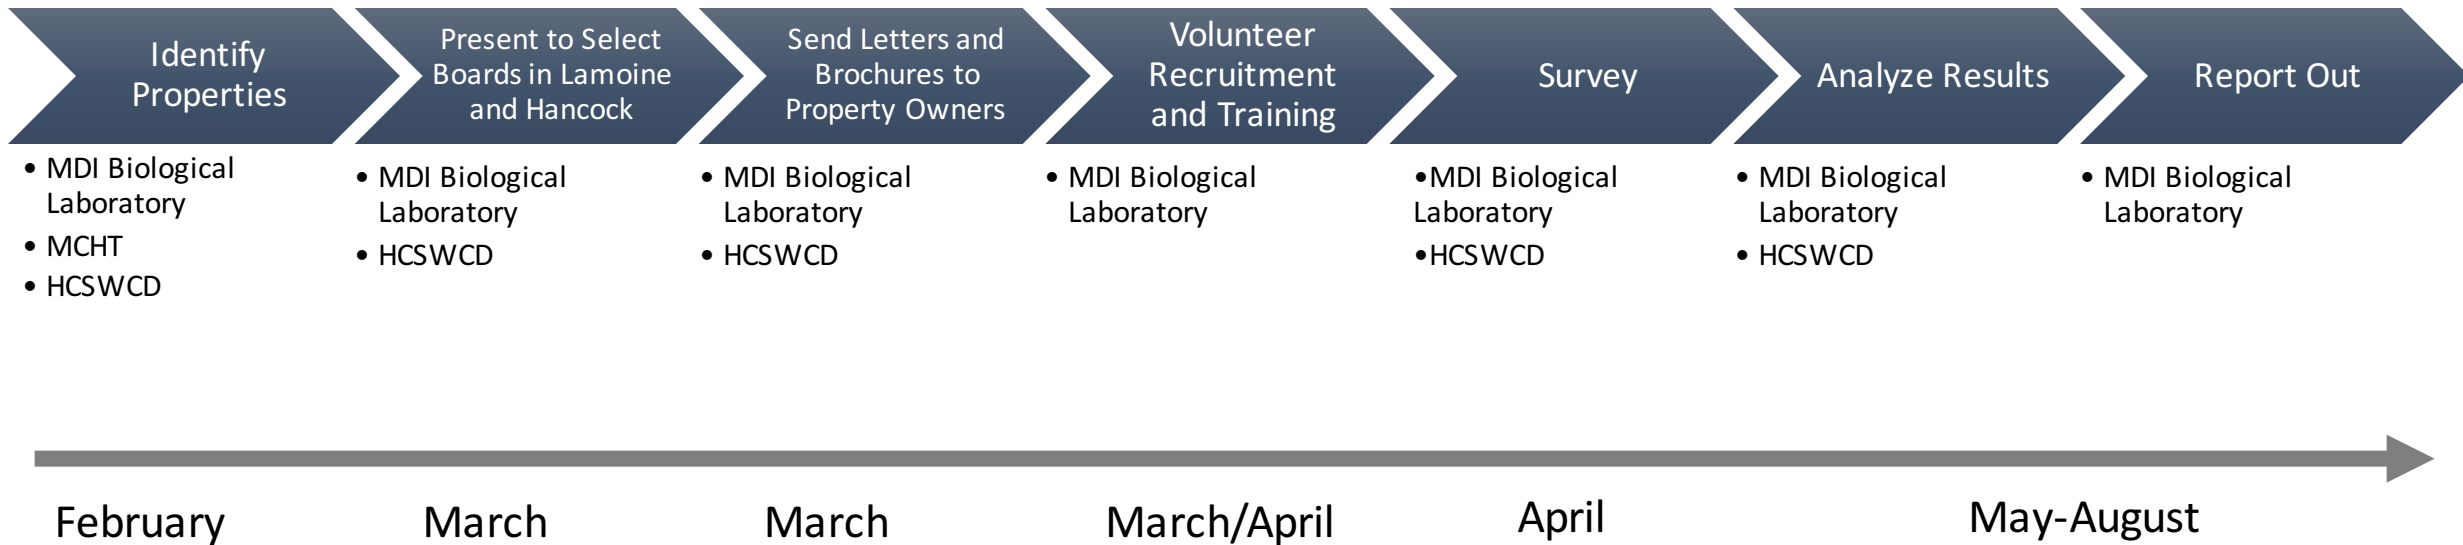 Identify
Properties
Present to Select
Boards in Lamoine
and Hancock
Send Letters and
Brochures to
Property Owners
Volunteer
Recruitment
and Training
Survey
Analyze Results
Report Out
• MDI Biological
Laboratory
• MCHT
• HCSWCD
• MDI Biological
Laboratory
• HCSWCD
• MDI Biological
Laboratory
• HCSWCD
• MDI Biological
Laboratory
•MDI Biological
Laboratory
•HCSWCD
• MDI Biological
Laboratory
• HCSWCD
• MDI Biological
Laboratory
February
March
March
March/April
April
May-August